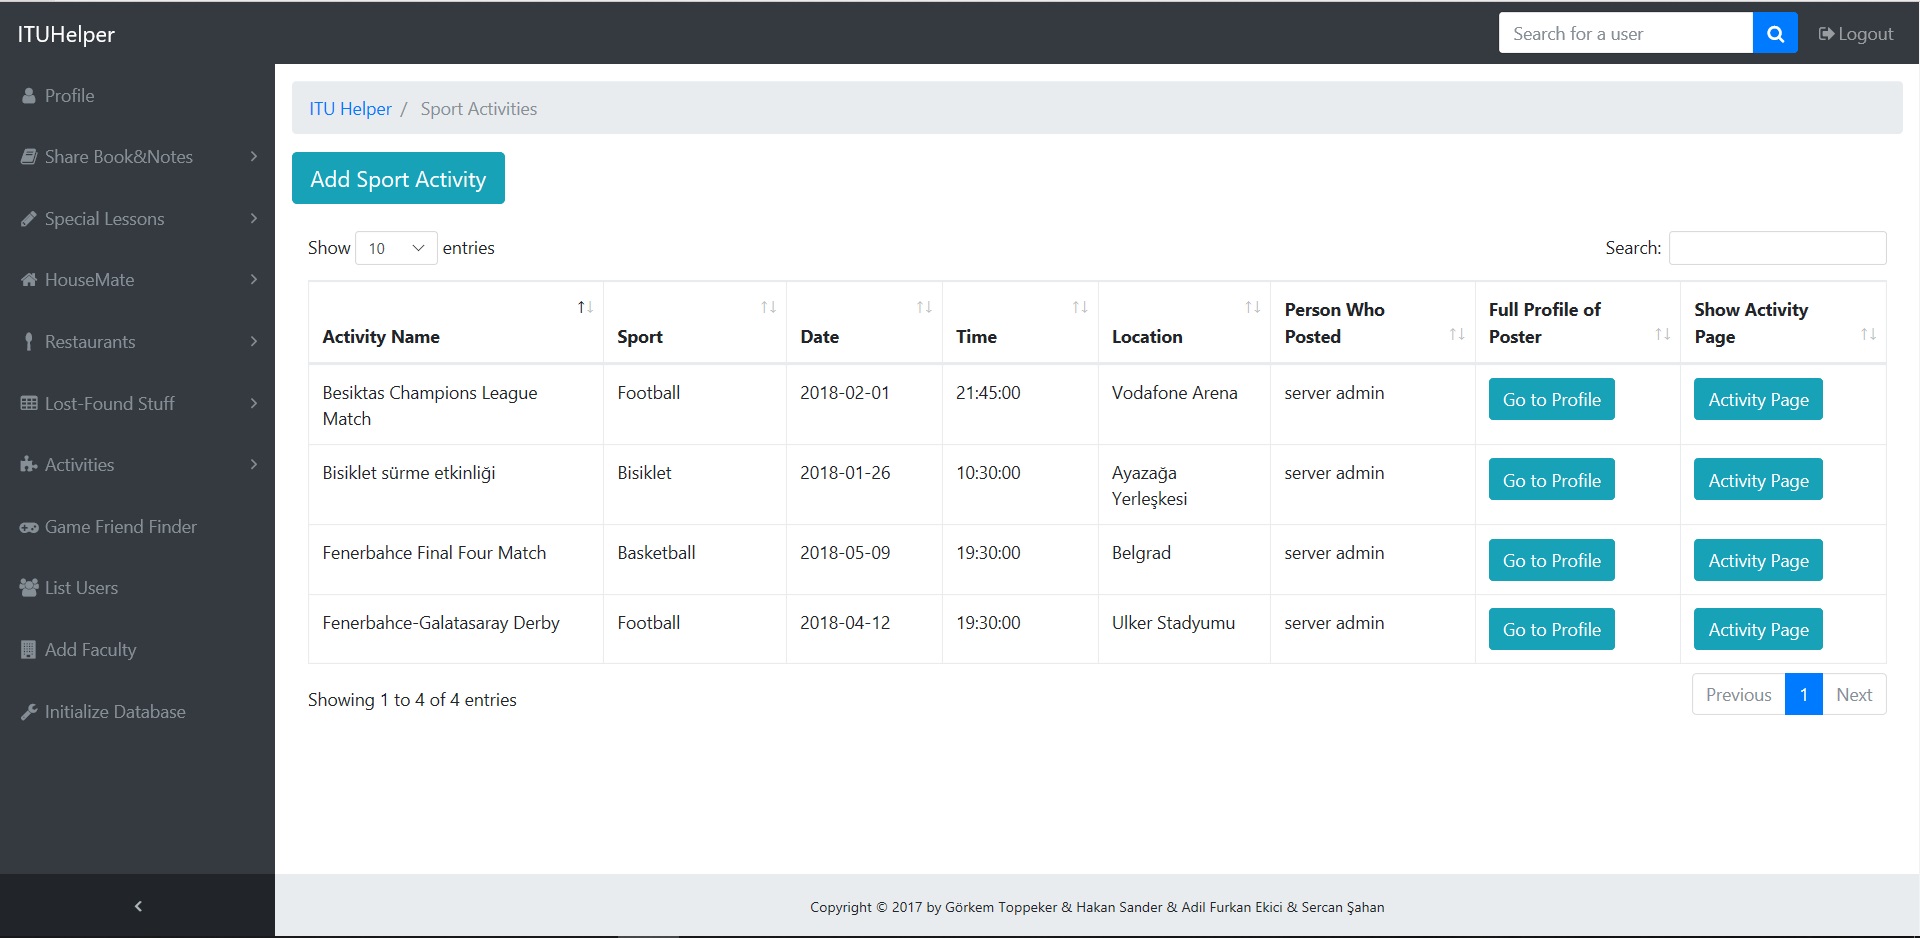 ITUHelper
Search for a user
Logout
Profile
Share Book&Notes
Special Lessons
HouseMate
Restaurants
Lost-Found Stuff
Activities
Game Friend Finder
List Users
Add Faculty
Initialize Database
ITU Helper / Sport Activities
Add Sport Activity
Show 10 entries
Search:
Activity Name Sport Date Time Location Person Who Posted Full Profile of Poster Show Activity Page
Besiktas Champions League Match Football 2018-02-01 21:45:00 Vodafone Arena server admin Go to Profile Activity Page
Bisiklet sürme etkinliği Bisiklet 2018-01-26 10:30:00 Ayazağa Yerleşkesi server admin Go to Profile Activity Page
Fenerbahce Final Four Match Basketball 2018-05-09 19:30:00 Belgrad server admin Go to Profile Activity Page
Fenerbahce-Galatasaray Derby Football 2018-04-12 19:30:00 Ulker Stadyumu server admin Go to Profile Activity Page
Showing 1 to 4 of 4 entries
Previous 1 Next
Copyright © 2017 by Görkem Toppeker & Hakan Sander & Adil Furkan Ekici & Sercan Şahan